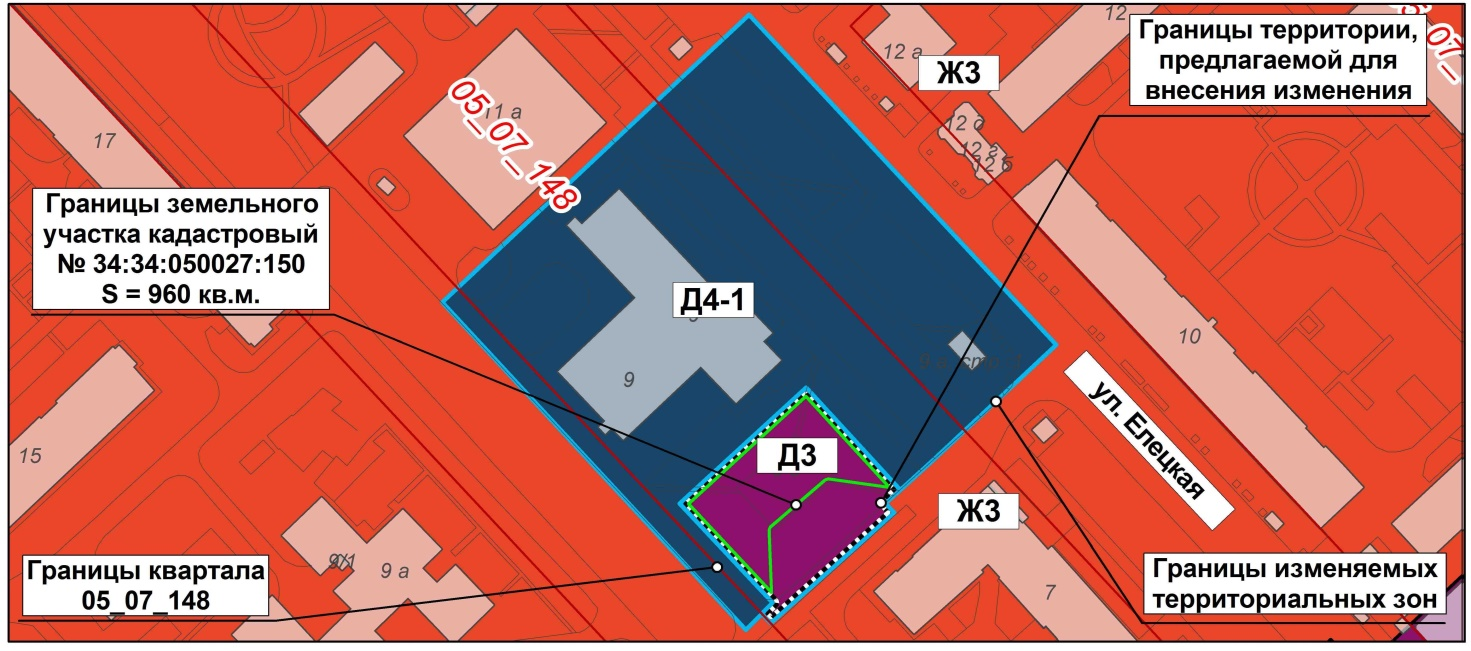 12
Границы территории,
предлагаемой для
внесения изменения
12 а
Ж3
11 а
05_07_148
17
Границы земельного
участка кадастровый
№ 34:34:050027:150
S = 960 кв.м.
Д4-1
9
10
ул. Елецкая
15
Д3
Ж3
9/1
9 а
7
Границы квартала
05_07_148
Границы изменяемых
территориальных зон